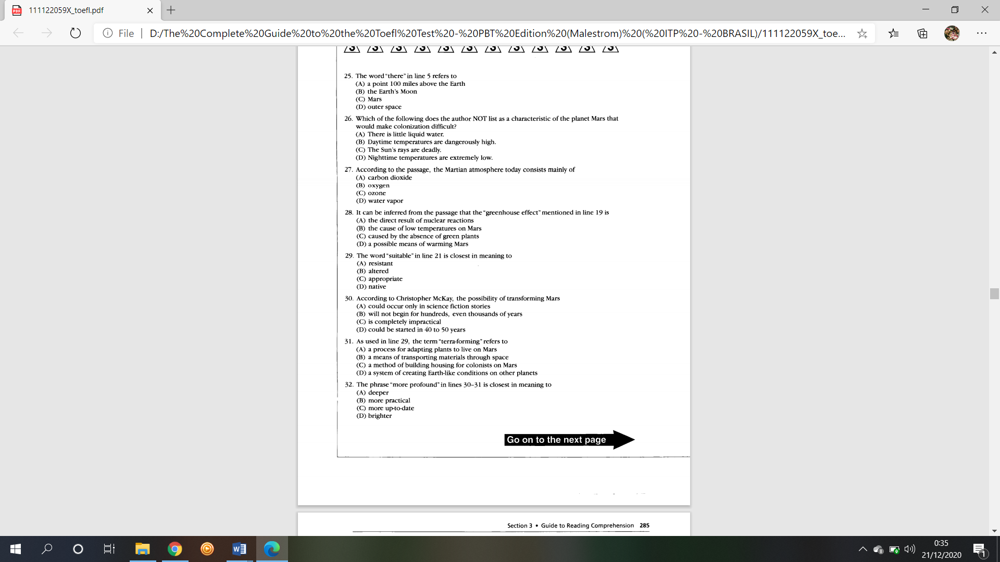 111122059X_toefl.pdf
File
D:/The%20Complete%20Guide%20to%20the%20Toefl%20Test%20-%20PBT%20Edition%20(Malestrom)%20(%20ITP%20-%20BRASIL)/111122059X_toe...
3 3 3 3 3 3 3 3 3 3 3 3
25. The word "there" in line 5 refers to
(A) a point 100 miles above the Earth
(B) the Earth's Moon
(C) Mars
(D) outer space
26. Which of the following does the author NOT list as a characteristic of the planet Mars that
would make colonization difficult?
(A) There is little liquid water.
(B) Daytime temperatures are dangerously high.
(C) The Sun's rays are deadly.
(D) Nighttime temperatures are extremely low.
27. According to the passage, the Martian atmosphere today consists mainly of
(A) carbon dioxide
(B) oxygen
(C) ozone
(D) water vapor
28. It can be inferred from the passage that the "greenhouse effect" mentioned in line 19 is
(A) the direct result of nuclear reactions
(B) the cause of low temperatures on Mars
(C) caused by the absence of green plants
(D) a possible means of warming Mars
29. The word "suitable" in line 21 is closest in meaning to
(A) resistant
(B) altered
(C) appropriate
(D) native
30. According to Christopher McKay, the possibility of transforming Mars
(A) could occur only in science fiction stories
(B) will not begin for hundreds, even thousands of years
(C) is completely impractical
(D) could be started in 40 to 50 years
31. As used in line 29, the term "terra-forming" refers to
(A) a process for adapting plants to live on Mars
(B) a means of transporting materials through space
(C) a method of building housing for colonists on Mars
(D) a system of creating Earth-like conditions on other planets
32. The phrase "more profound" in lines 30–31 is closest in meaning to
(A) deeper
(B) more practical
(C) more up-to-date
(D) brighter
Go on to the next page
Section 3 • Guide to Reading Comprehension 285
0:35
21/12/2020
1